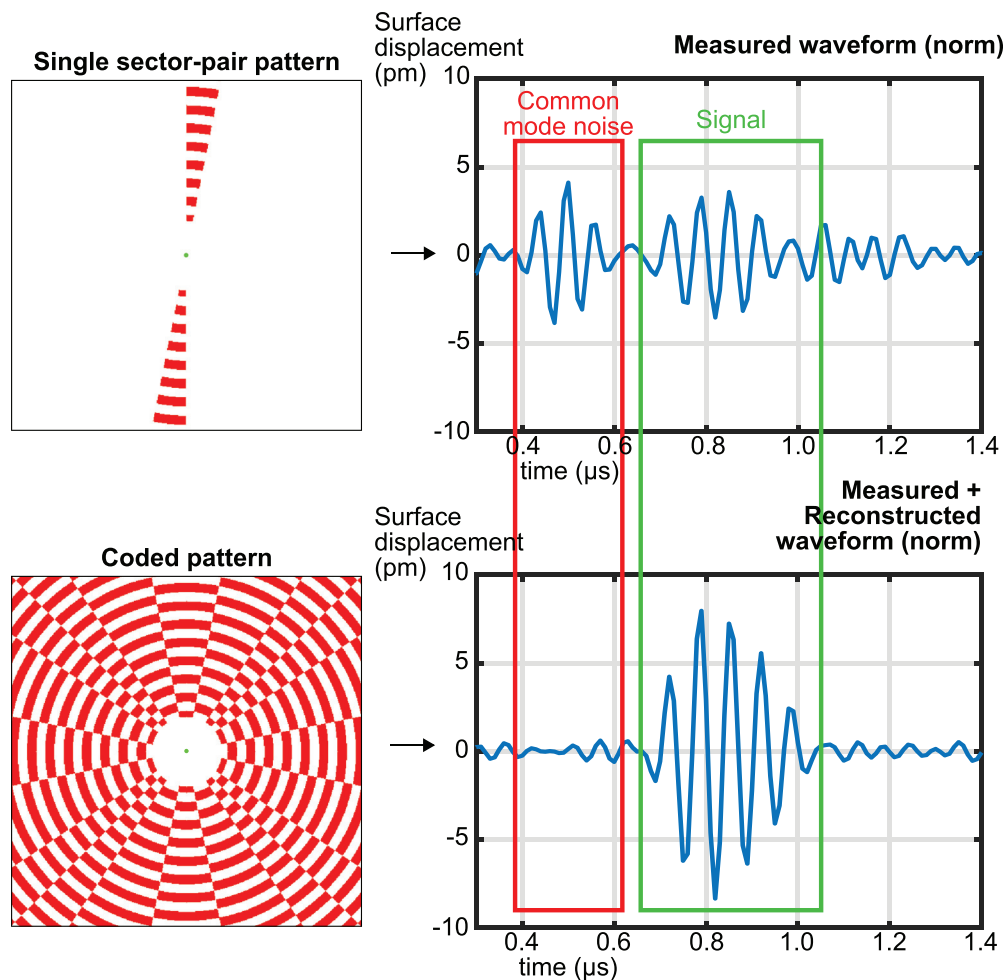 Single sector-pair pattern
Surface
displacement
(pm)
Measured waveform (norm)
Common
mode noise
Signal
10
5
0
-5
-10
0.4 0.6 0.8 1.0 1.2 1.4
time (µs)
Coded pattern
Surface
displacement
(pm)
Measured +
Reconstructed
waveform (norm)
10
5
0
-5
-10
0.4 0.6 0.8 1.0 1.2 1.4
time (µs)